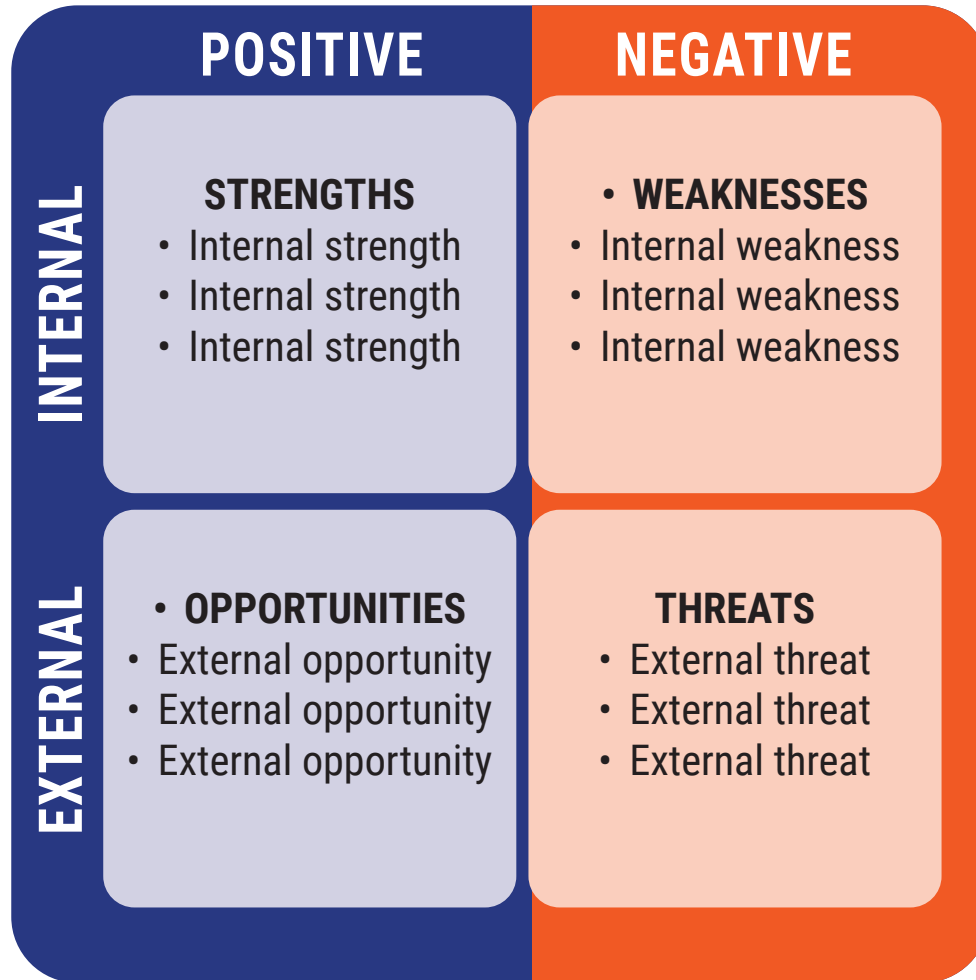 POSITIVE
NEGATIVE
INTERNAL
STRENGTHS
• Internal strength
• Internal strength
• Internal strength
• WEAKNESSES
• Internal weakness
• Internal weakness
• Internal weakness
EXTERNAL
• OPPORTUNITIES
• External opportunity
• External opportunity
• External opportunity
THREATS
• External threat
• External threat
• External threat